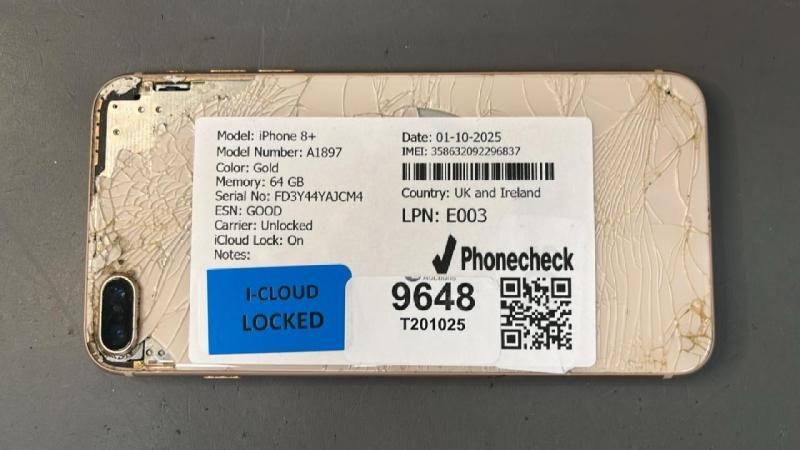 Model: iPhone 8+
Model Number: A1897
Color: Gold
Memory: 64 GB
Serial No: FD3Y44YAJCM4
ESN: GOOD
Carrier: Unlocked
iCloud Lock: On
Notes:
Date: 01-10-2025
IMEI: 358632092296837
Country: UK and Ireland
LPN: E003
Phonecheck
I-CLOUD
LOCKED
Auctions
9648
T201025